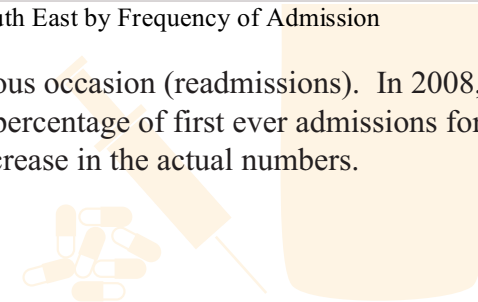 uth East by Frequency of Admission
ous occasion (readmissions).  In 2008,
percentage of first ever admissions for
crease in the actual numbers.